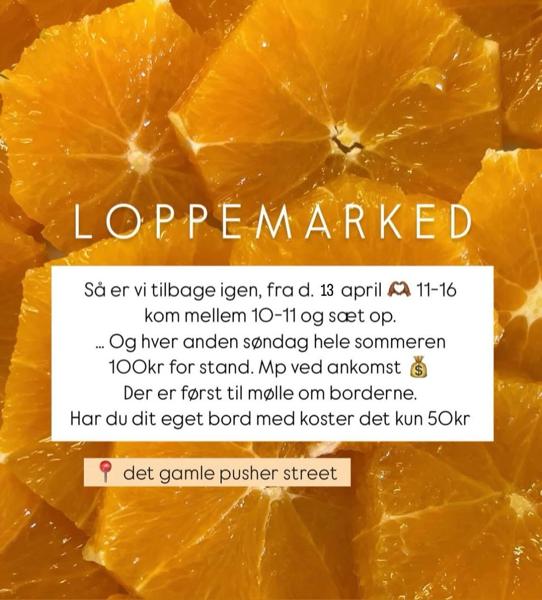 LOPPEMARKED
Så er vi tilbage igen, fra d. 13 april 🫶🏽 11-16
kom mellem 10-11 og sæt op.
... Og hver anden søndag hele sommeren
100kr for stand. Mp ved ankomst 💰
Der er først til mølle om borderne.
Har du dit eget bord med koster det kun 50kr
📍 det gamle pusher street